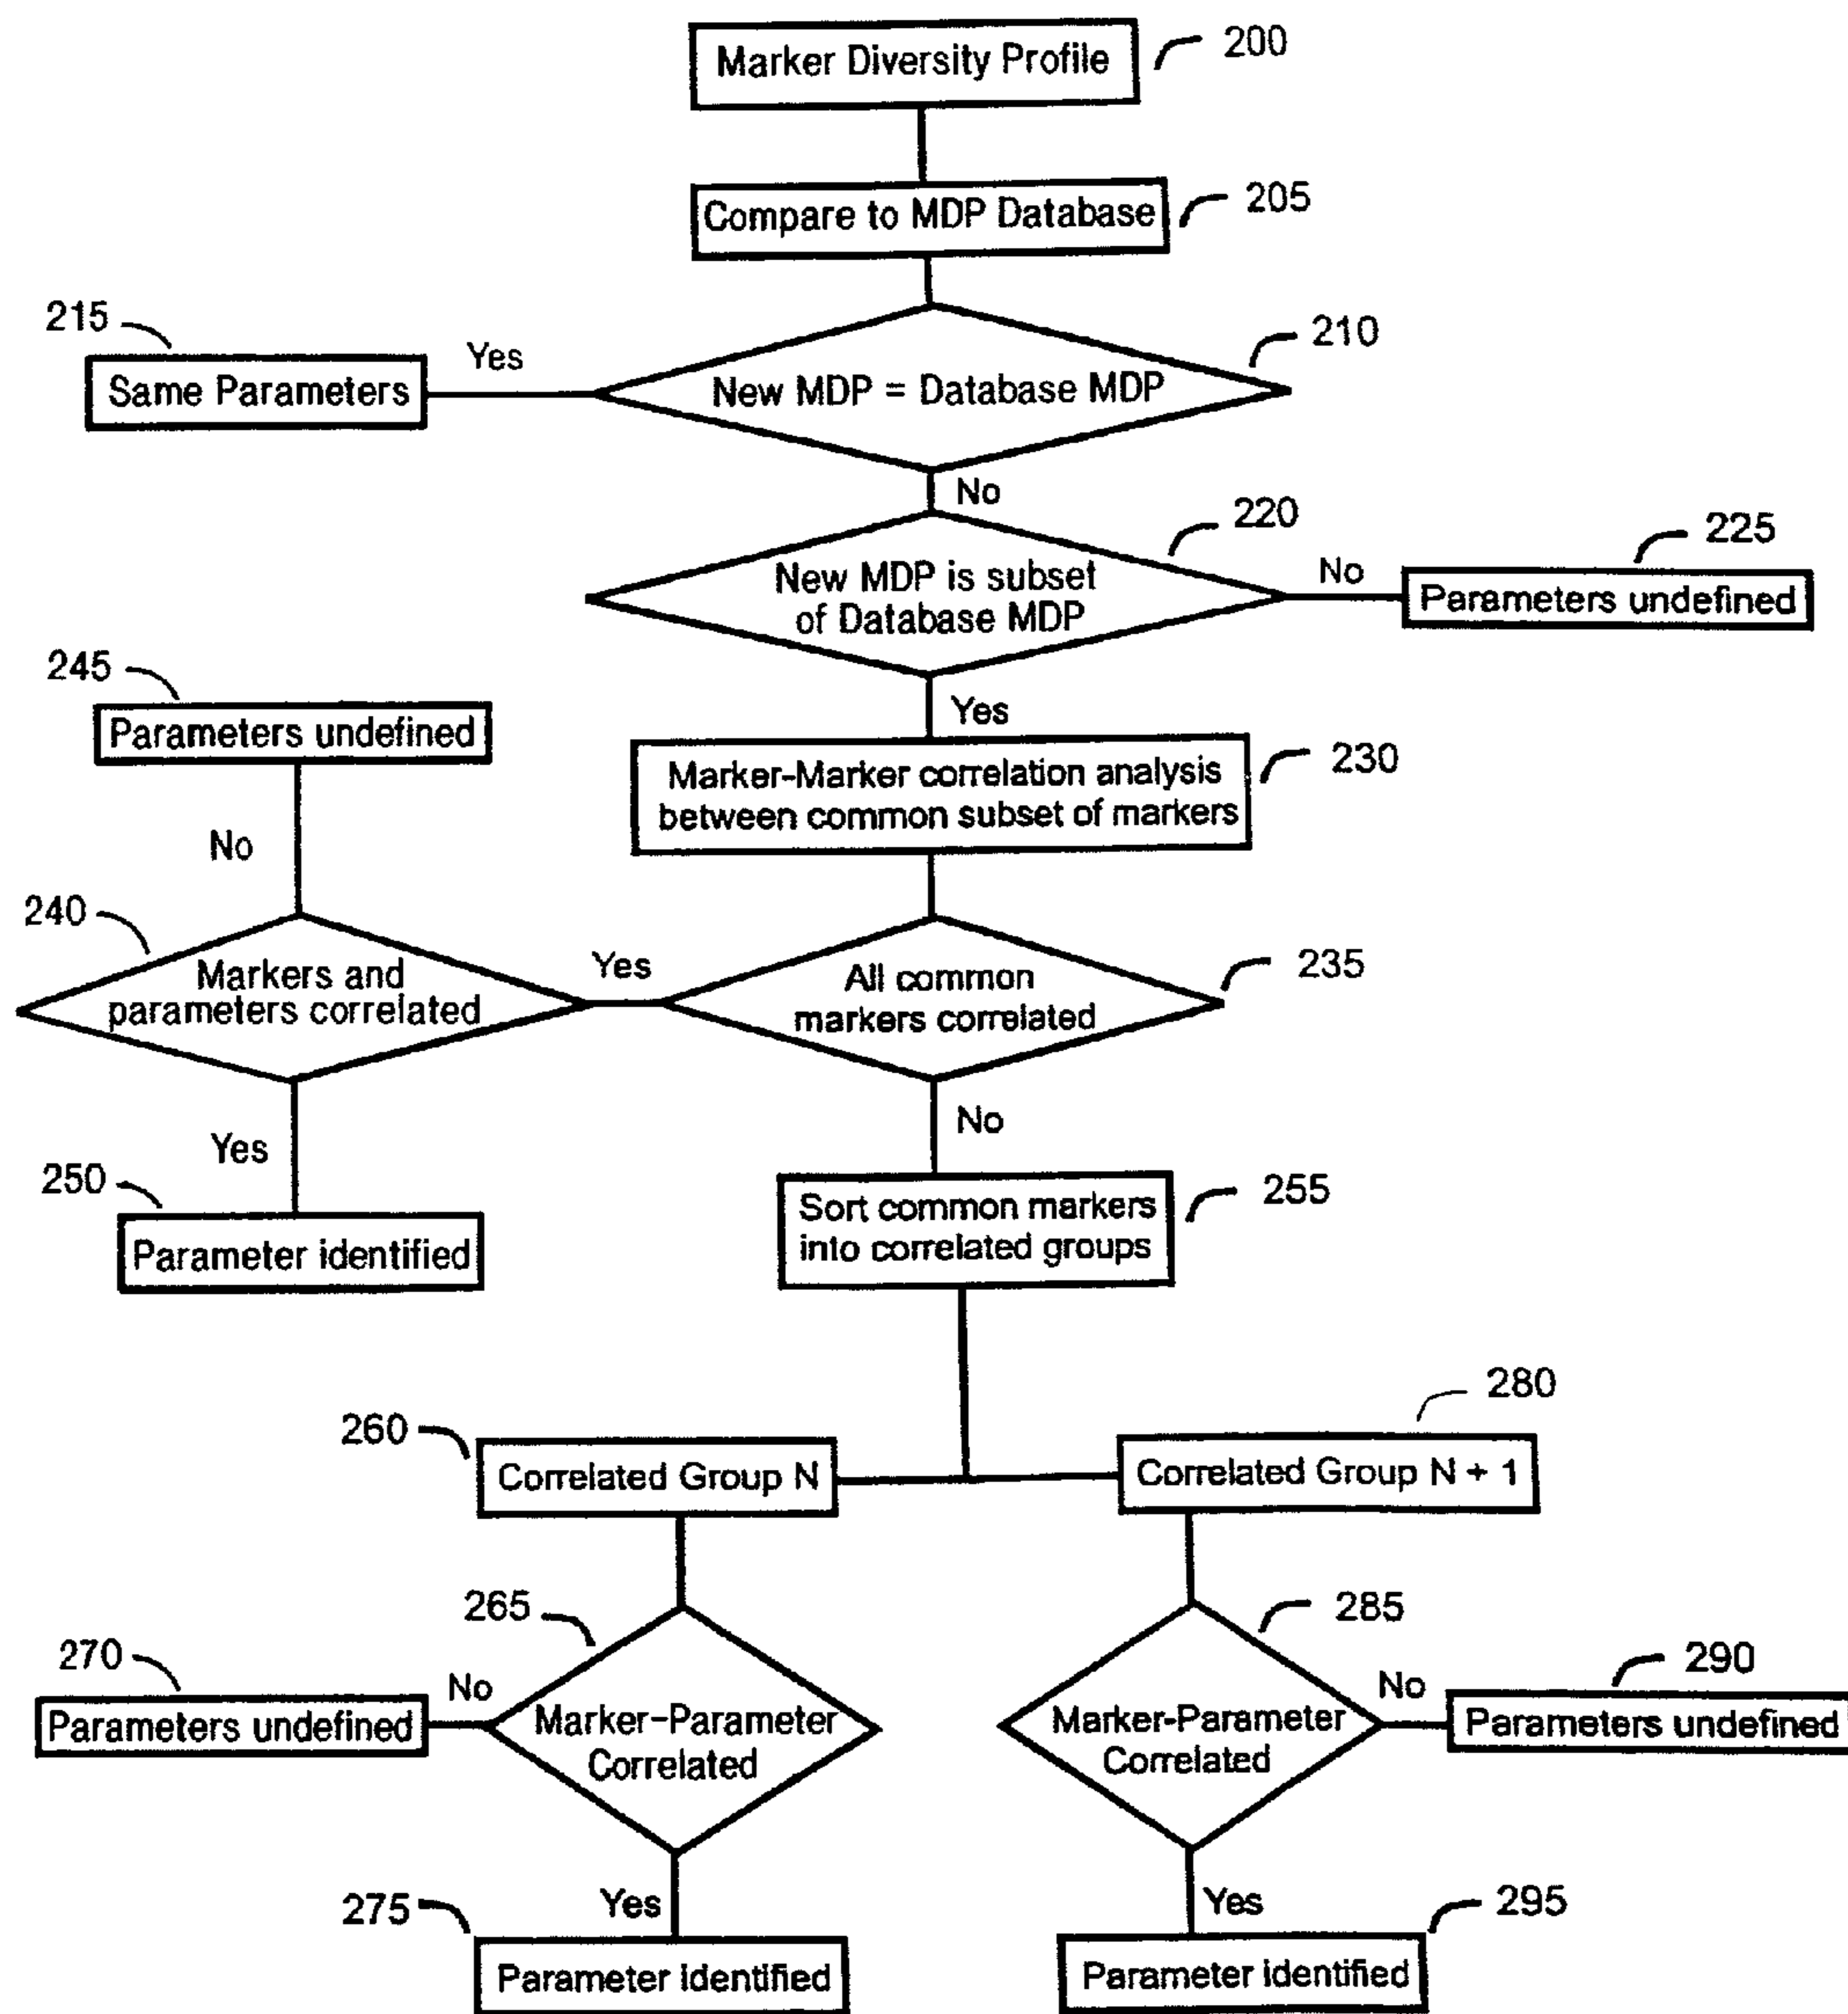 Marker Diversity Profile
200
Compare to MDP Database
205
215
Same Parameters
Yes
New MDP = Database MDP
210
No
220
New MDP is subset
of Database MDP
No
225
Parameters undefined
245
Parameters undefined
Yes
Marker-Marker correlation analysis
between common subset of markers
230
No
240
Markers and
parameters correlated
Yes
All common
markers correlated
235
Yes
No
250
Parameter identified
Sort common markers
into correlated groups
255
260
Correlated Group N
280
Correlated Group N + 1
265
285
270
Parameters undefined
No
Marker-Parameter
Correlated
Marker-Parameter
Correlated
No
290
Parameters undefined
275
Yes
Parameter identified
Yes
295
Parameter identified